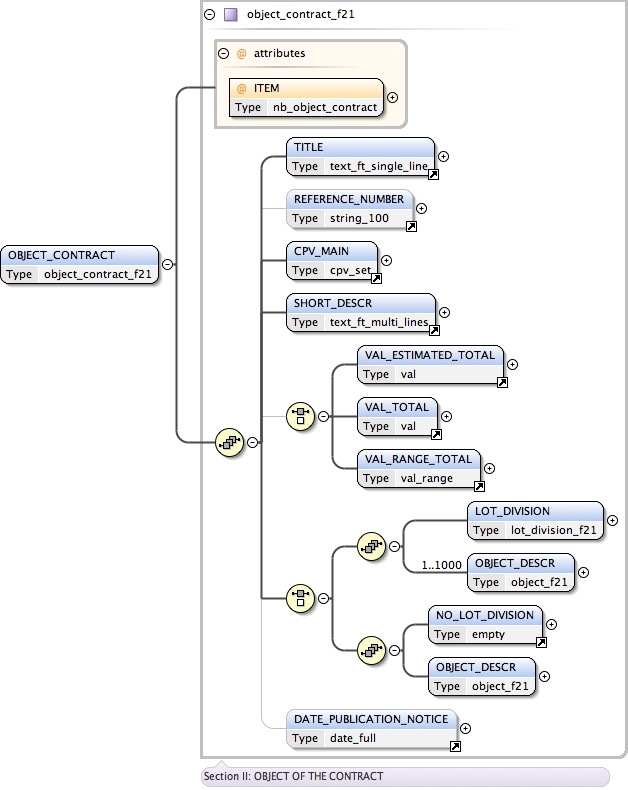 object_contract_f21
@ attributes
@ ITEM
Type nb_object_contract
TITLE
Type text_ft_single_line
REFERENCE_NUMBER
Type string_100
OBJECT_CONTRACT
Type object_contract_f21
CPV_MAIN
Type cpv_set
SHORT_DESCR
Type text_ft_multi_lines
VAL_ESTIMATED_TOTAL
Type val
VAL_TOTAL
Type val
VAL_RANGE_TOTAL
Type val_range
LOT_DIVISION
Type lot_division_f21
1..1000
OBJECT_DESCR
Type object_f21
NO_LOT_DIVISION
Type empty
OBJECT_DESCR
Type object_f21
DATE_PUBLICATION_NOTICE
Type date_full
Section II: OBJECT OF THE CONTRACT